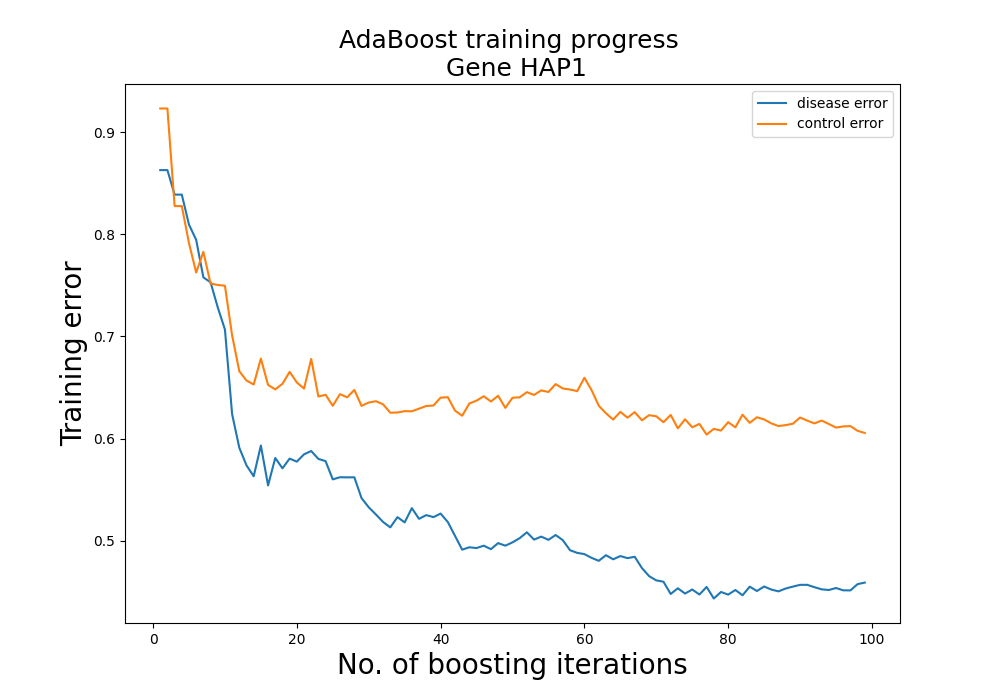 AdaBoost training progress
Gene HAP1
disease error
control error
0.9
0.8
0.7
0.6
0.5
Training error
0
20
40
60
80
100
No. of boosting iterations